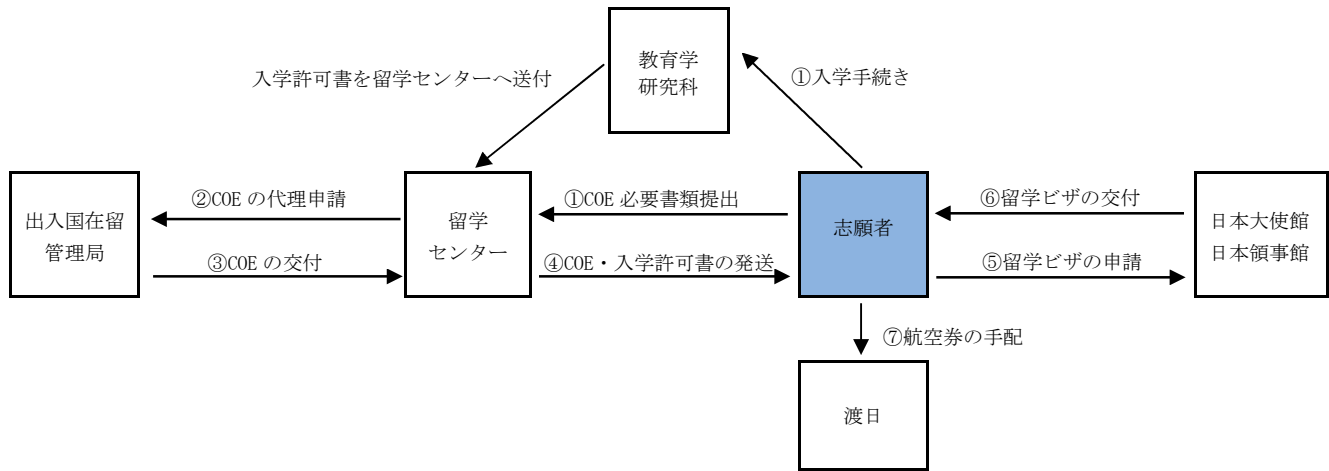 教育学
研究科
入学許可書を留学センターへ送付
①入学手続き
出入国在留
管理局
②COE の代理申請
③COE の交付
留学
センター
①COE 必要書類提出
④COE・入学許可書の発送
志願者
⑥留学ビザの交付
⑤留学ビザの申請
日本大使館
日本領事館
⑦航空券の手配
渡日